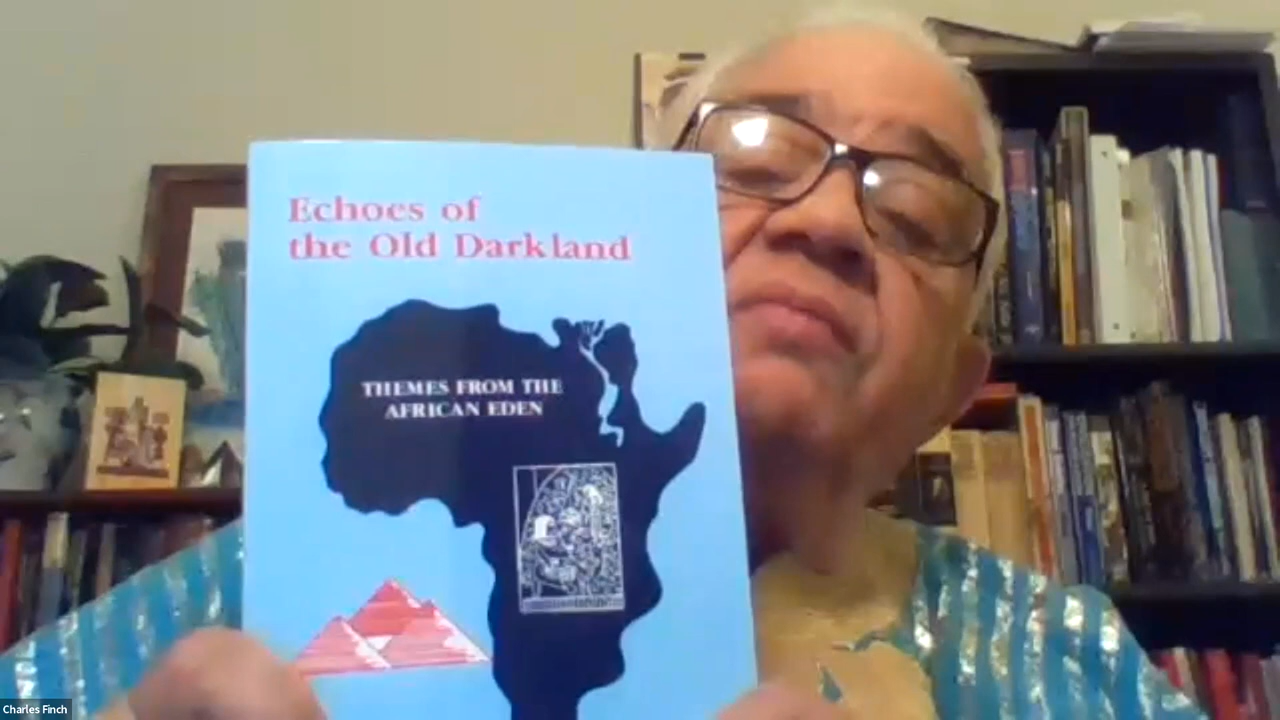 Echoes of
the Old Darkland
THEMES FROM THE
AFRICAN EDEN
Charles Finch